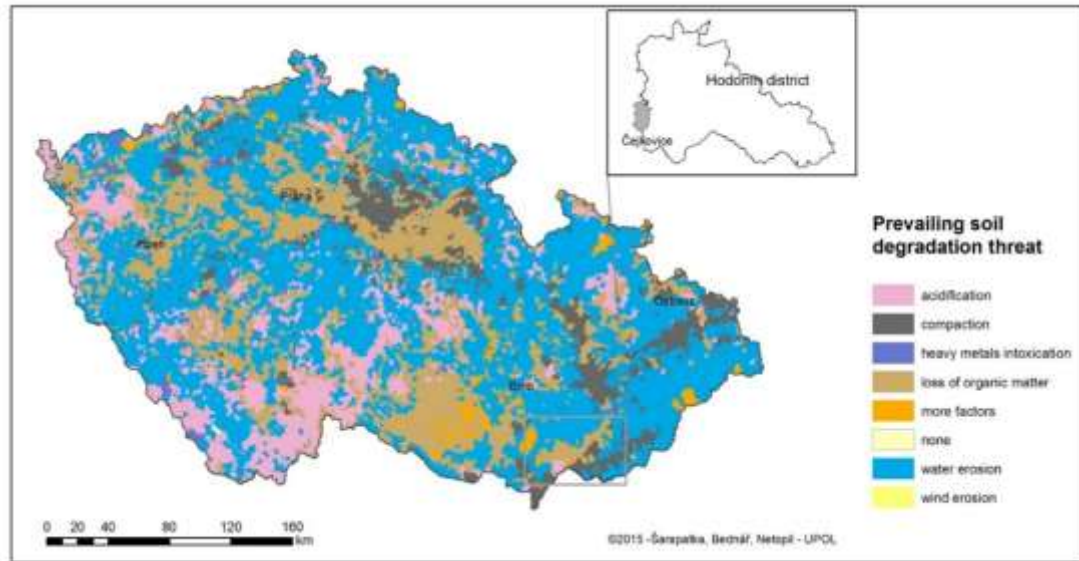 Hodonín district
Čejkovice
Praha
Plzeň
Ostrava
Brno
Prevailing soil
degradation threat
acidification
compaction
heavy metals intoxication
loss of organic matter
more factors
none
water erosion
wind erosion
0 20 40 80 120 160
km
©2015 -Šarapatka, Bednář, Netopil - UPOL